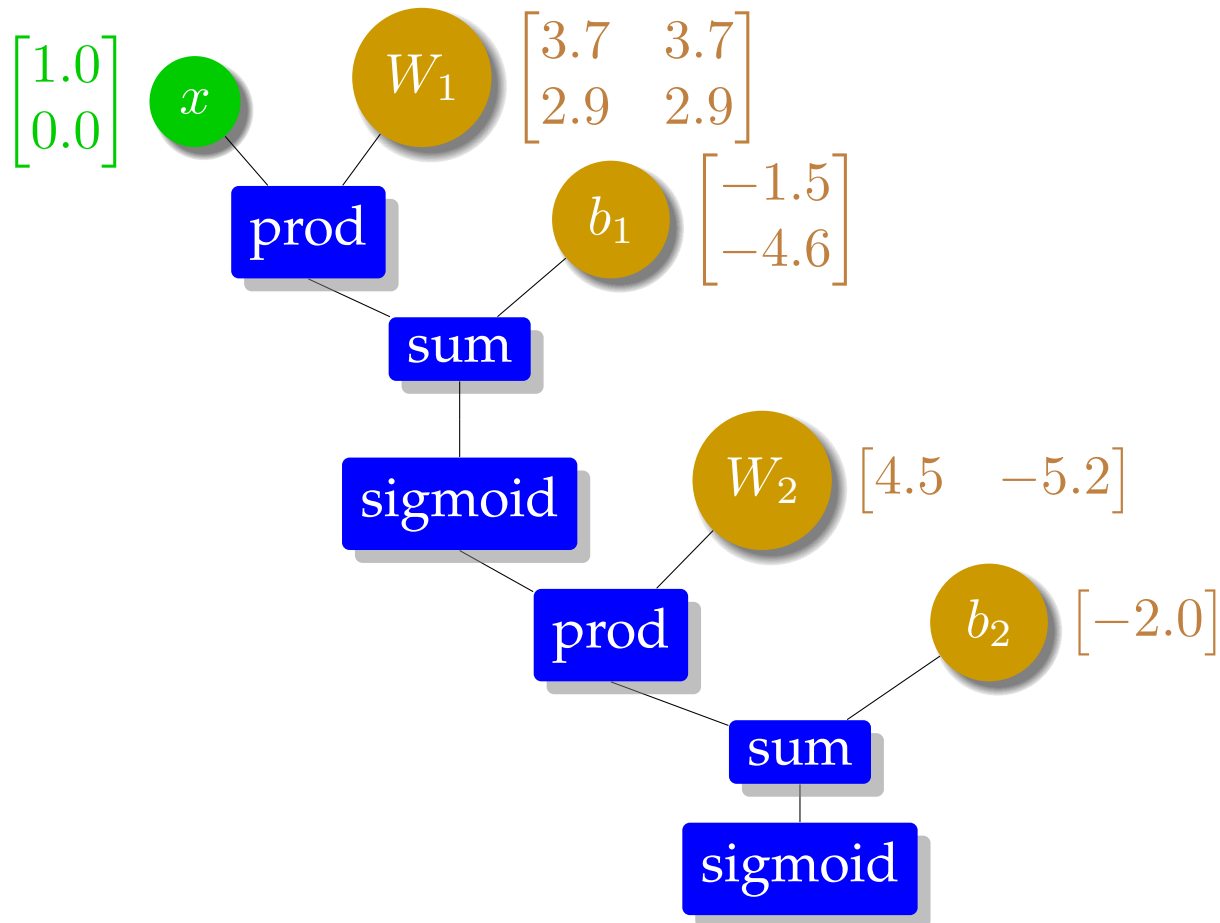 [1.0
0.0]
x
W₁
[3.7 3.7
2.9 2.9]
prod
b₁
[−1.5
−4.6]
sum
sigmoid
W₂
[4.5 −5.2]
prod
b₂
[−2.0]
sum
sigmoid